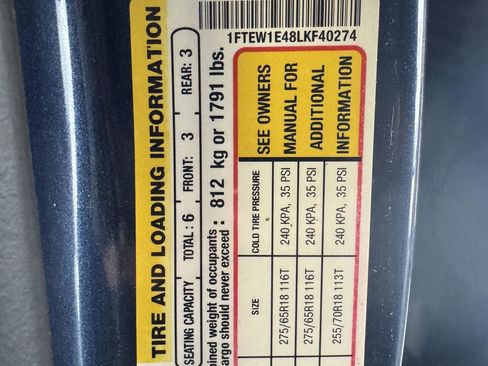 1FTEW1E48LKF40274
TIRE AND LOADING INFORMATION
SEATING CAPACITY TOTAL : 6 FRONT: 3 REAR: 3
bined weight of occupants
argo should never exceed : 812 kg or 1791 lbs.
SIZE COLD TIRE PRESSURE SEE OWNERS
275/65R18 116T 240 KPA, 35 PSI MANUAL FOR
275/65R18 116T 240 KPA, 35 PSI ADDITIONAL
255/70R18 113T 240 KPA, 35 PSI INFORMATION